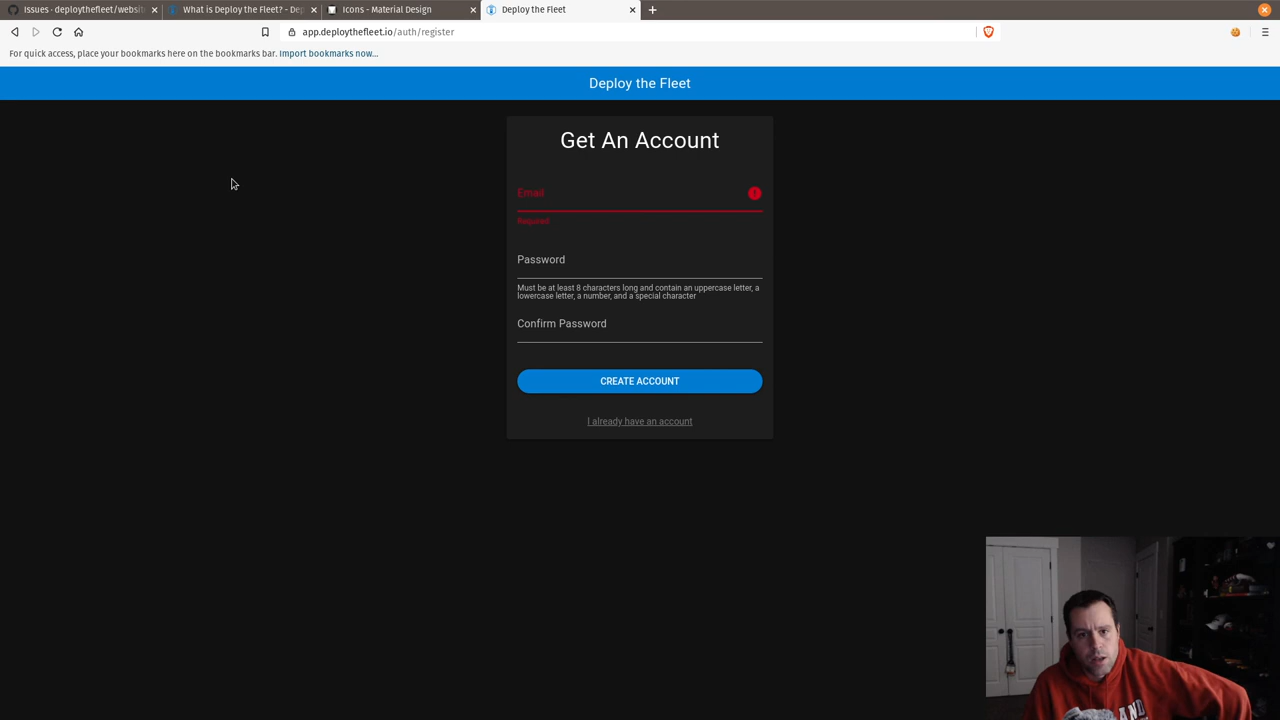 Issues · deploythefleet/websit
What is Deploy the Fleet? - Dep
Icons - Material Design
Deploy the Fleet
app.deploythefleet.io/auth/register
For quick access, place your bookmarks here on the bookmarks bar. Import bookmarks now...
Deploy the Fleet
Get An Account
Email
Required
Password
Must be at least 8 characters long and contain an uppercase letter, a
lowercase letter, a number, and a special character
Confirm Password
CREATE ACCOUNT
I already have an account